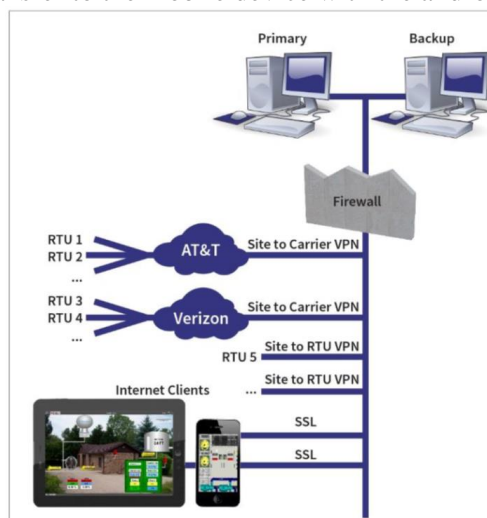 Primary
Backup
Firewall
RTU 1
RTU 2
...
AT&T
Site to Carrier VPN
RTU 3
RTU 4
...
Verizon
Site to Carrier VPN
RTU 5
Site to RTU VPN
...
Site to RTU VPN
Internet Clients
SSL
SSL